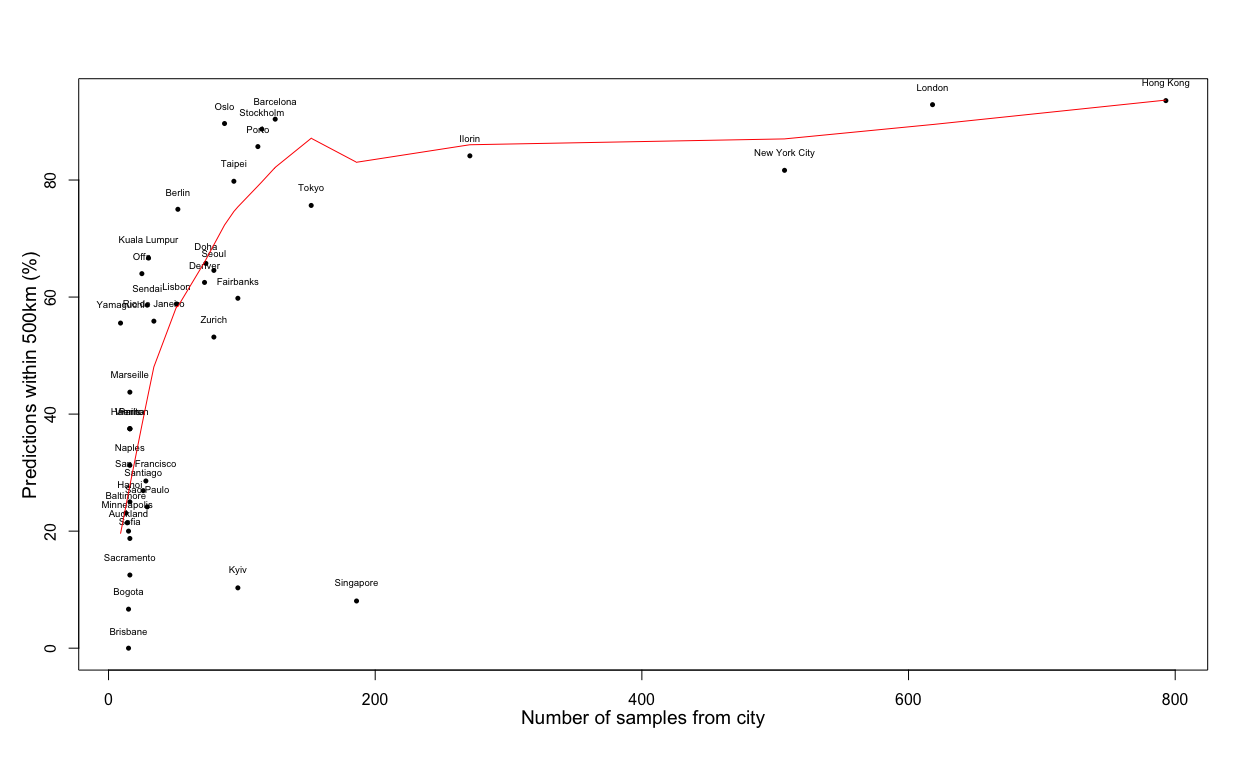 Hong Kong
London
Barcelona
Oslo
Stockholm
Porto
Ilorin
New York City
Taipei
Tokyo
Berlin
Kuala Lumpur
Doha
Seoul
Offa
Denver
Fairbanks
Sendai
Lisbon
Yamaguchi
Rio de Janeiro
Zurich
Marseille
Naples
San Francisco
Santiago
Hanoi
Sao Paulo
Baltimore
Minneapolis
Auckland
Sofia
Sacramento
Kyiv
Singapore
Bogota
Brisbane
Predictions within 500km (%)
80
60
40
20
0
0 200 400 600 800
Number of samples from city